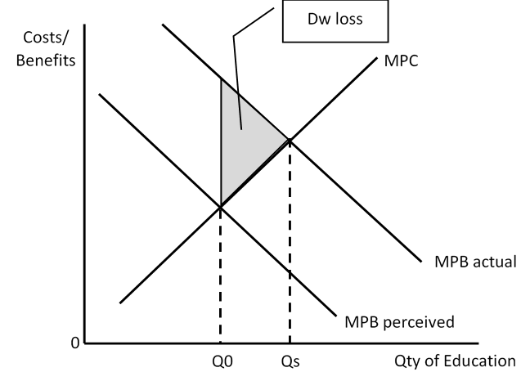 Dw loss
Costs/
Benefits
MPC
MPB actual
MPB perceived
0
Q0
Qs
Qty of Education